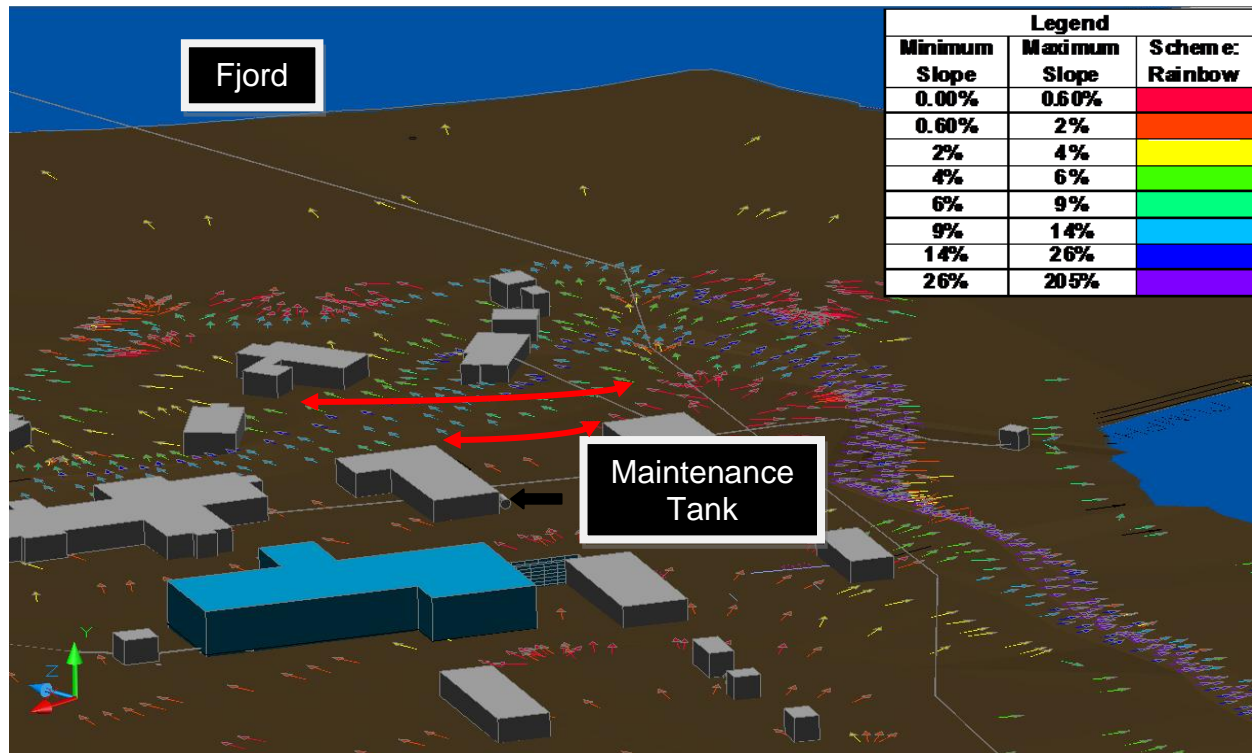 Fjord
Legend
Minimum Slope Maximum Slope Scheme: Rainbow
0.00% 0.60%
0.60% 2%
2% 4%
4% 6%
6% 9%
9% 14%
14% 26%
26% 205%
Maintenance
Tank
Y
Z